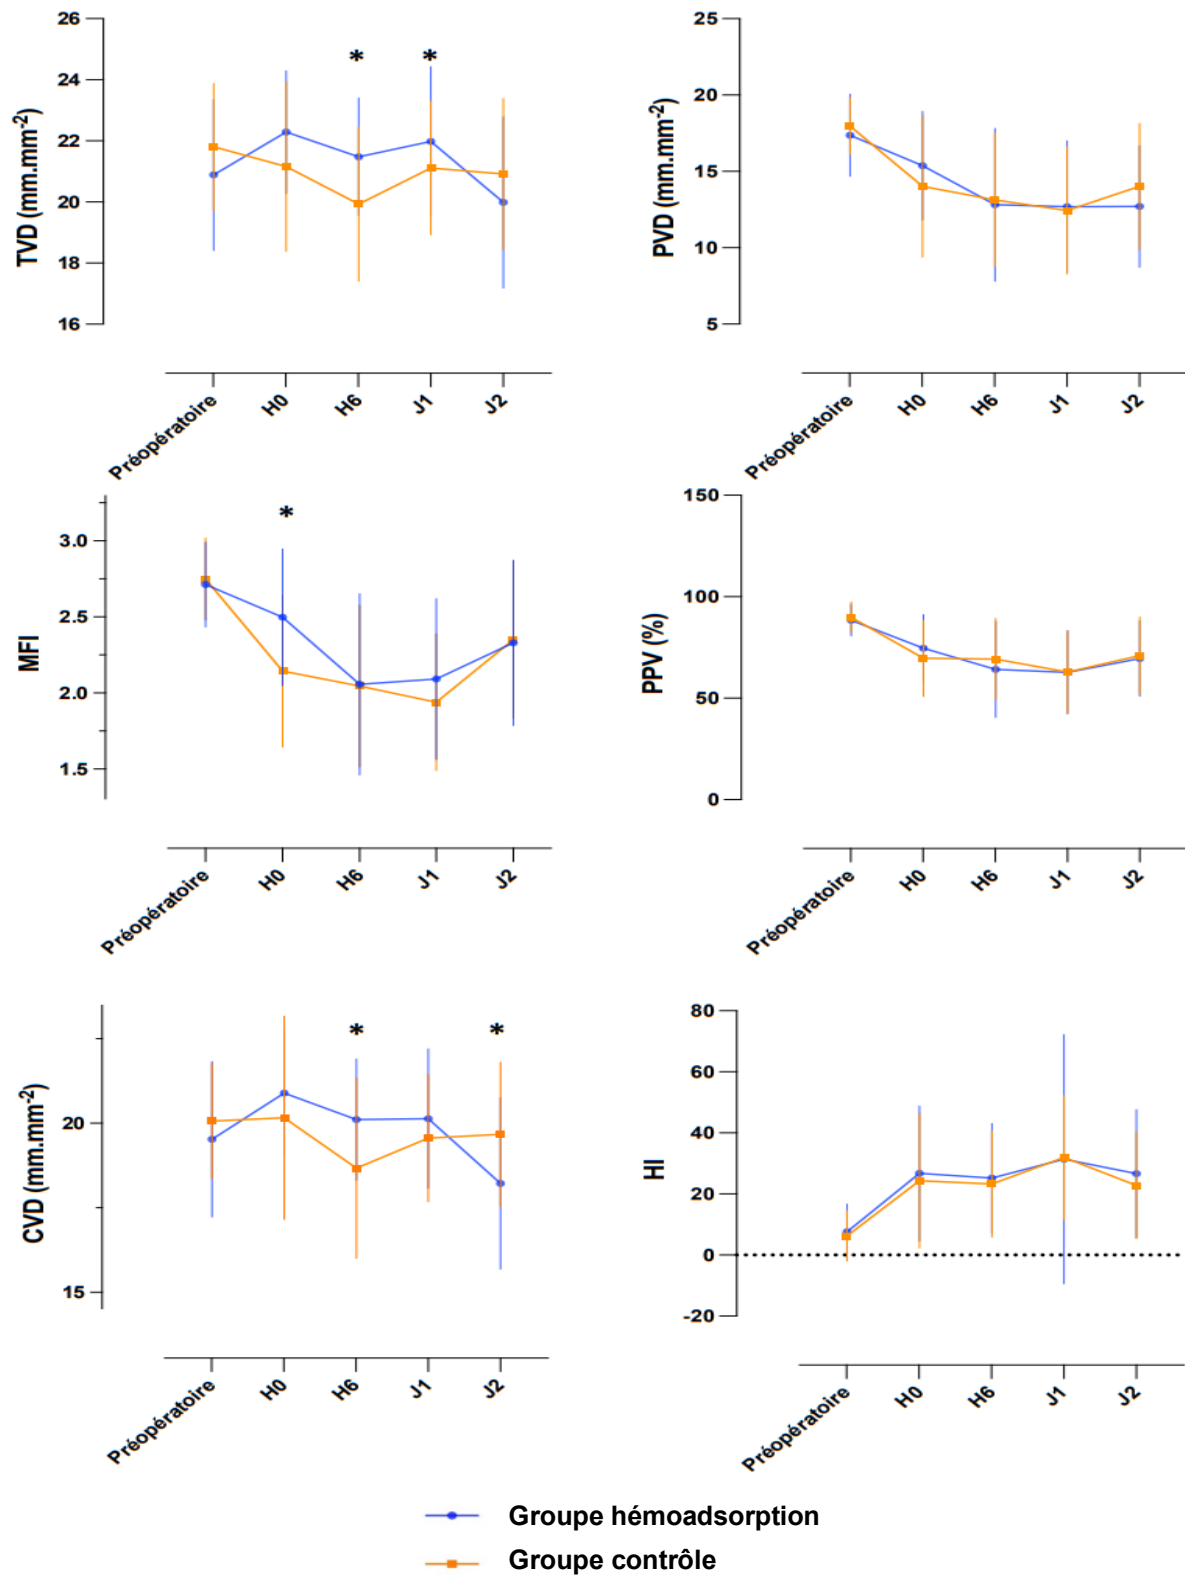 26
24
22
20
18
16
TVD (mm.mm-2)
* *
Préopératoire
H0
H6
J1
J2
25
20
15
10
5
PVD (mm.mm-2)
Préopératoire
H0
H6
J1
J2
3.0
2.5
2.0
1.5
MFI
*
Préopératoire
H0
H6
J1
J2
150
100
50
0
PPV (%)
Préopératoire
H0
H6
J1
J2
20
15
CVD (mm.mm-2)
* *
Préopératoire
H0
H6
J1
J2
80
60
40
20
0
-20
HI
Préopératoire
H0
H6
J1
J2
Groupe hémoadsorption
Groupe contrôle